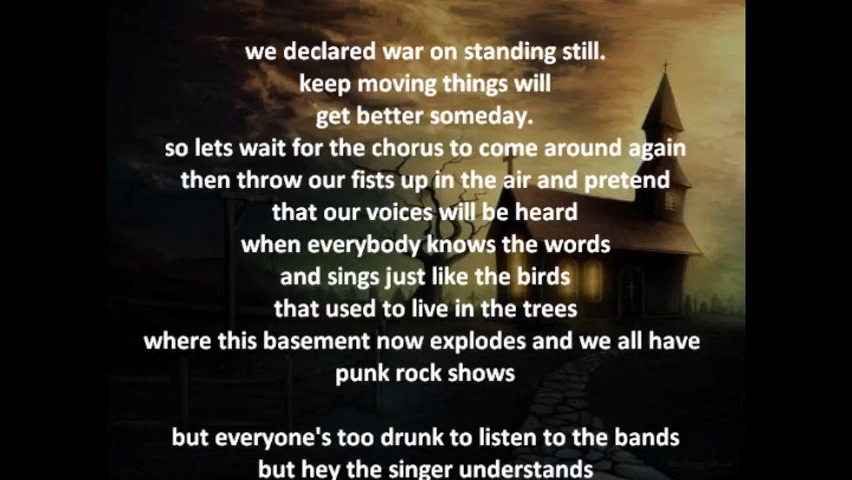 we declared war on standing still.
keep moving things will
get better someday.
so lets wait for the chorus to come around again
then throw our fists up in the air and pretend
that our voices will be heard
when everybody knows the words
and sings just like the birds
that used to live in the trees
where this basement now explodes and we all have
punk rock shows
but everyone's too drunk to listen to the bands
but hey the singer understands